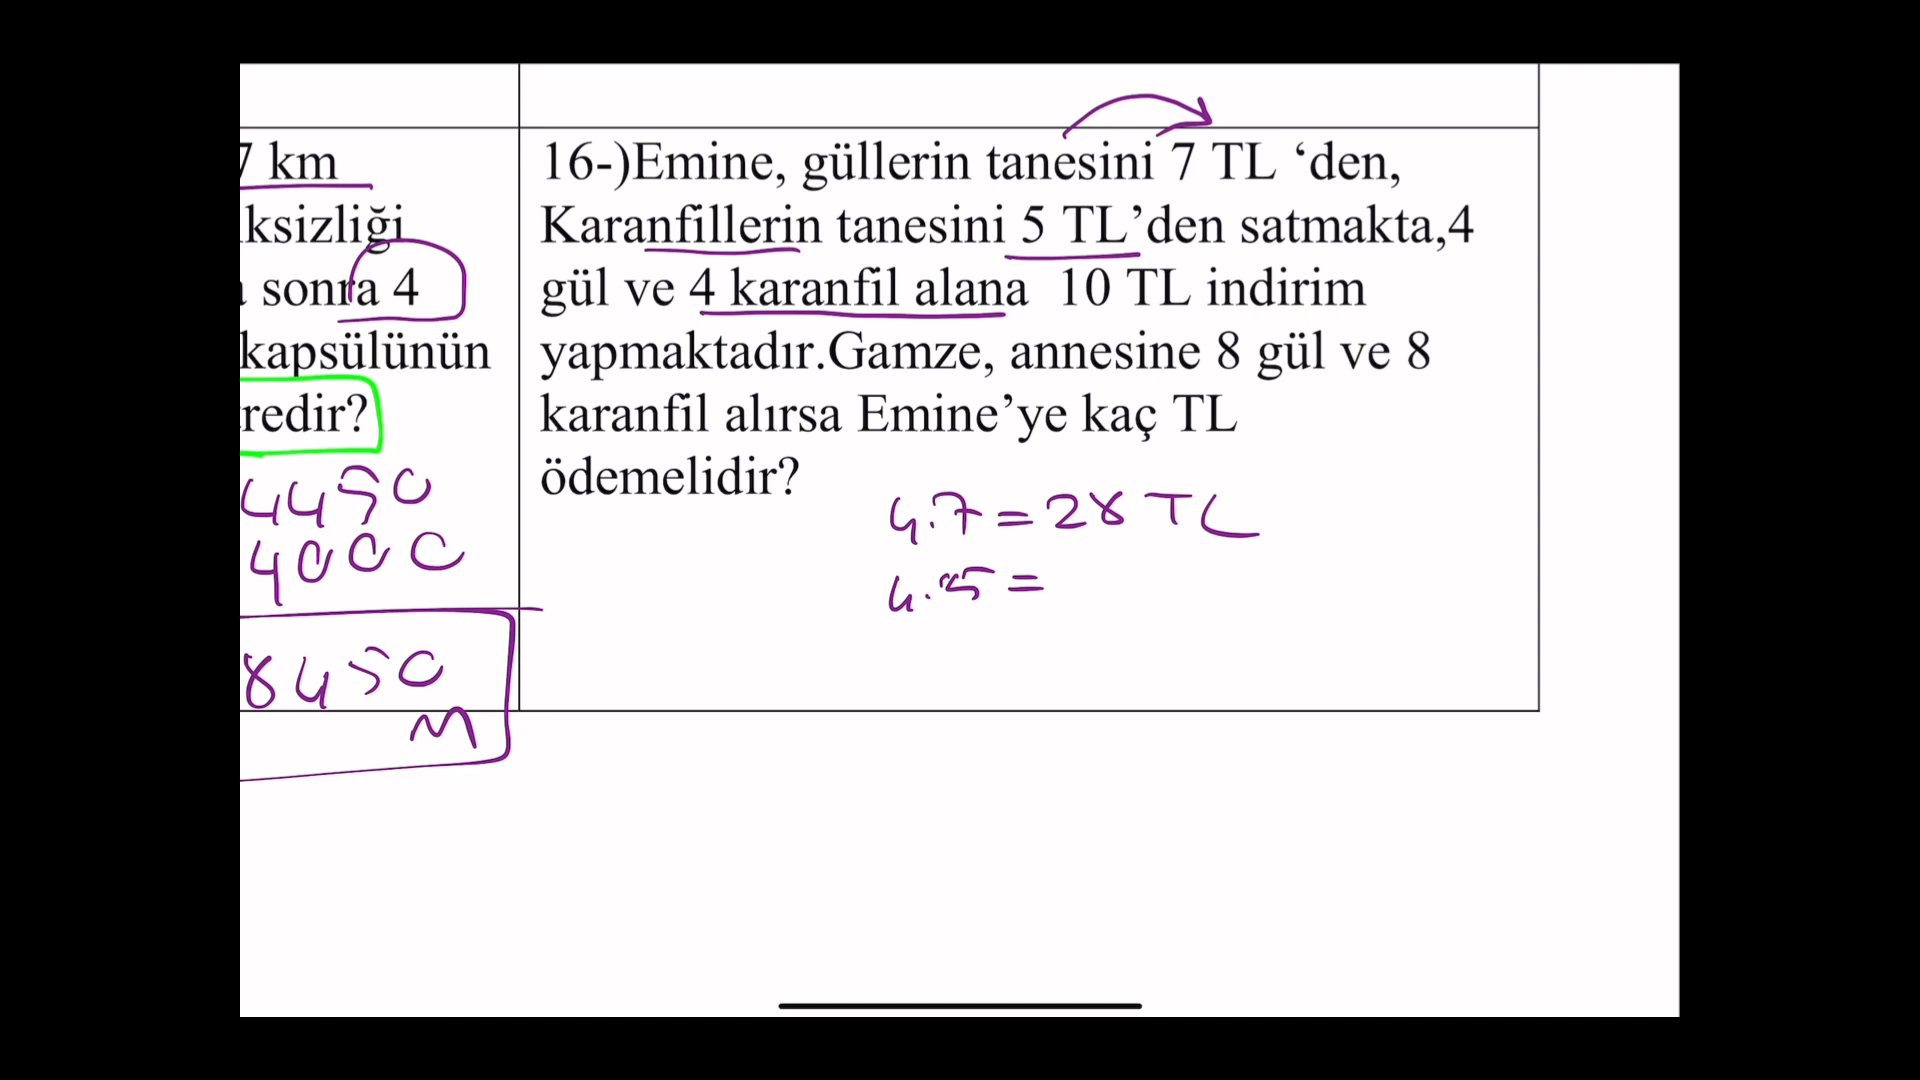 7 km
ksizliği
sonra 4
kapsülünün
redir?
4450
4000
8450
M
16-)Emine, güllerin tanesini 7 TL ‘den,
Karanfillerin tanesini 5 TL’den satmakta,4
gül ve 4 karanfil alana 10 TL indirim
yapmaktadır.Gamze, annesine 8 gül ve 8
karanfil alırsa Emine’ye kaç TL
ödemelidir?
4.7=28 TL
4.5=